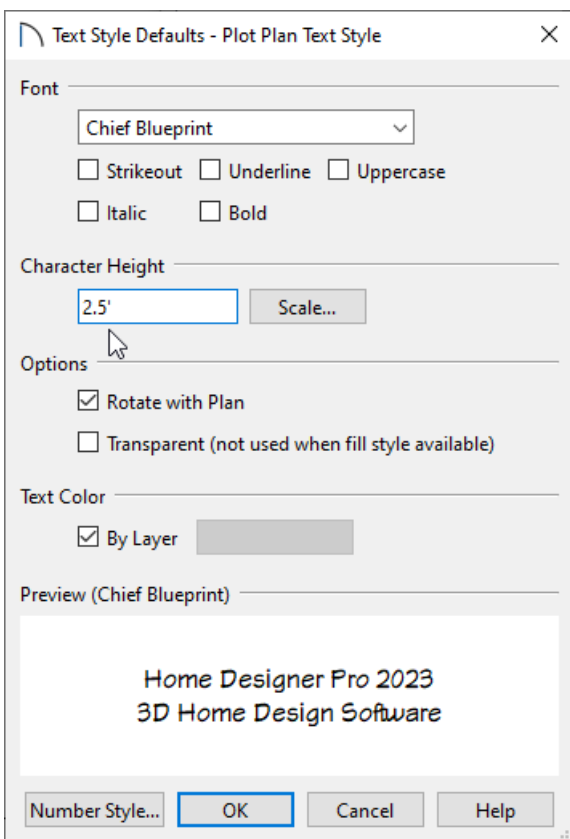 Text Style Defaults - Plot Plan Text Style
Font
Chief Blueprint
Strikeout Underline Uppercase
Italic Bold
Character Height
2.5' Scale...
Options
Rotate with Plan
Transparent (not used when fill style available)
Text Color
By Layer
Preview (Chief Blueprint)
Home Designer Pro 2023
3D Home Design Software
Number Style... OK Cancel Help